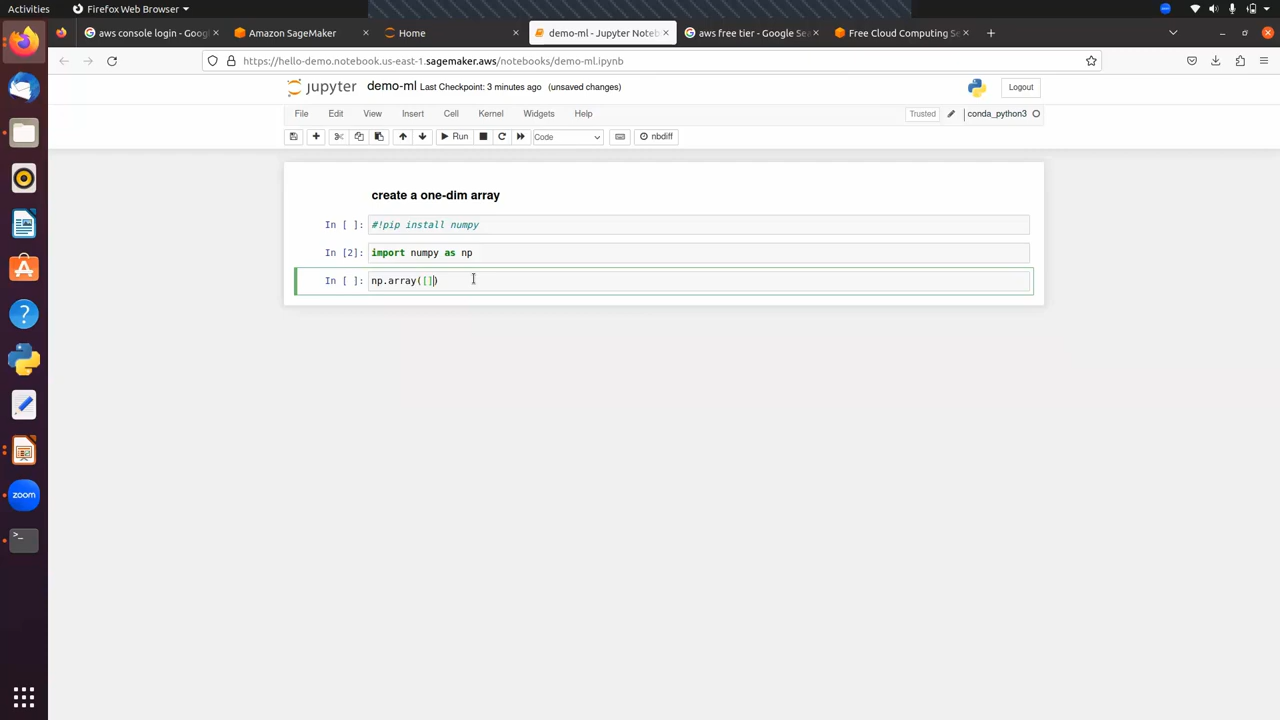 Activities
Firefox Web Browser
aws console login - Goog
Amazon SageMaker
Home
demo-ml - Jupyter Noteb
aws free tier - Google Sea
Free Cloud Computing Se
https://hello-demo.notebook.us-east-1.sagemaker.aws/notebooks/demo-ml.ipynb
jupyter
demo-ml Last Checkpoint: 3 minutes ago (unsaved changes)
Logout
File Edit View Insert Cell Kernel Widgets Help
Trusted
conda_python3
Run
Code
nbdiff
create a one-dim array
In [ ]: #!pip install numpy
In [2]: import numpy as np
In [ ]: np.array([])
zoom
>_